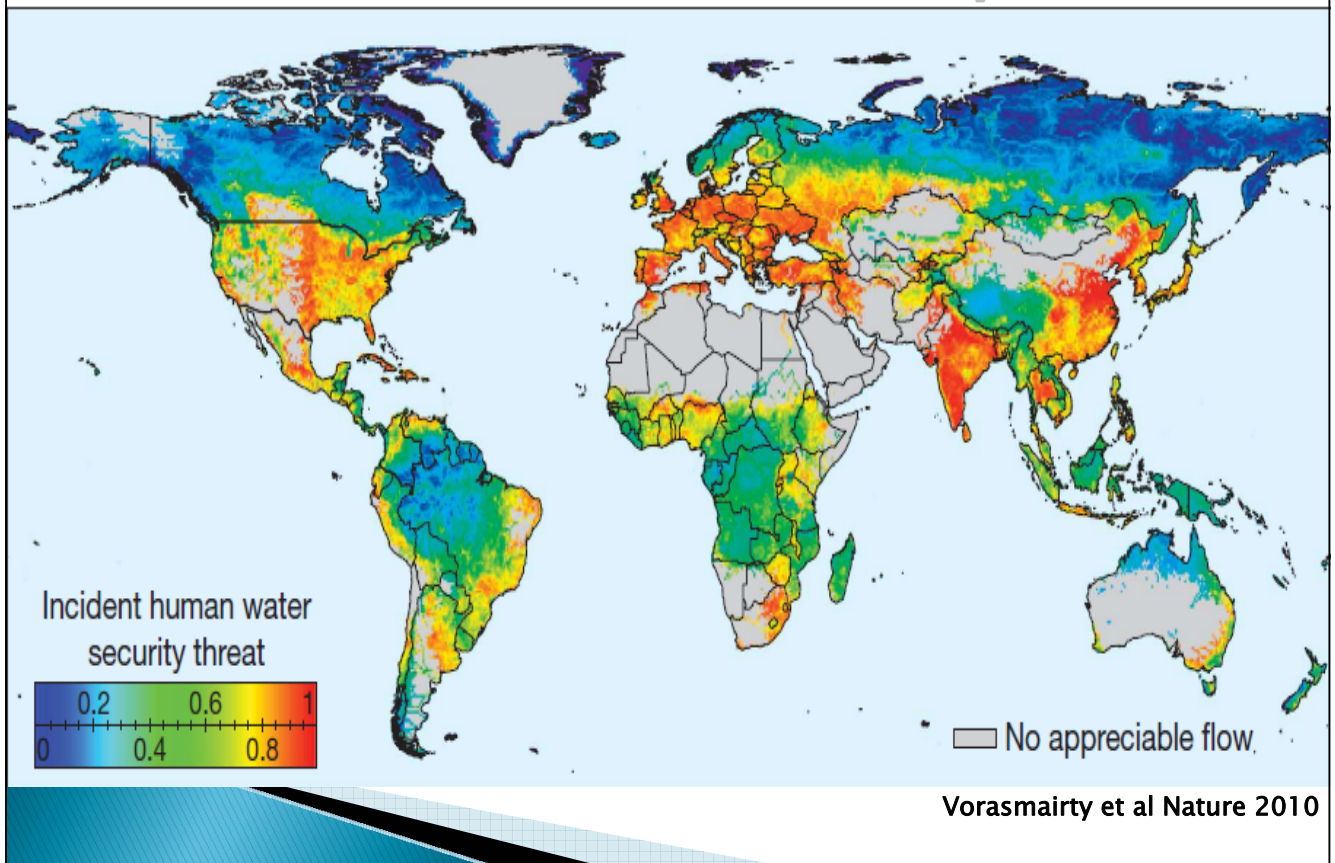 Incident human water
security threat
0.2 0.6 1
0 0.4 0.8
No appreciable flow
Vorasmairty et al Nature 2010